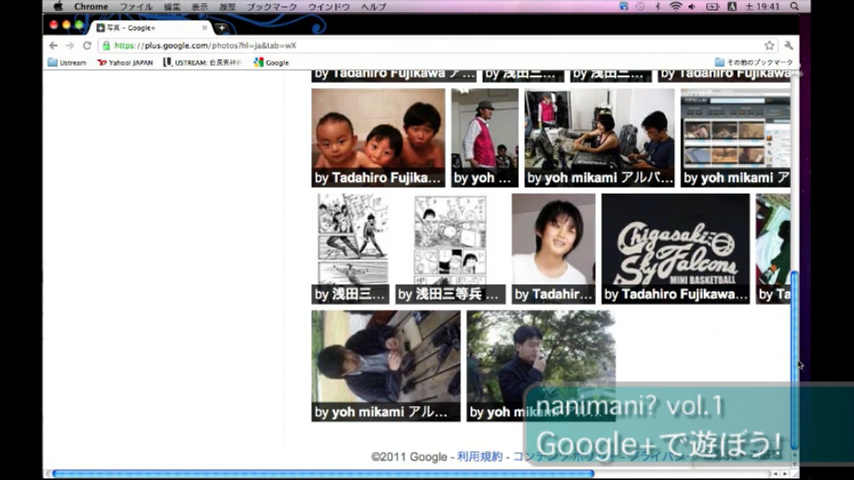 Chrome ファイル 編集 表示 履歴 ブックマーク ウインドウ ヘルプ
土 19:41
写真 - Google+
https://plus.google.com/photos?hl=ja&tab=wX
Ustream Yahoo! JAPAN Google その他のブックマーク
by Tadahiro Fujikawa ア... by 浅田三... by 浅田三... by Tadahiro Fujikawa
by Tadahiro Fujika... by yoh ... by yoh mikami アルバ... by yoh mikami ア
Chigasaki
Sky Falcons
MINI BASKETBALL
by 浅田三... by 浅田三等兵 ... by Tadahir... by Tadahiro Fujikawa... by Ta
by yoh mikami アル... by yoh mikami
©2011 Google - 利用規約 -
nanimani? vol.1
Google+で遊ぼう!